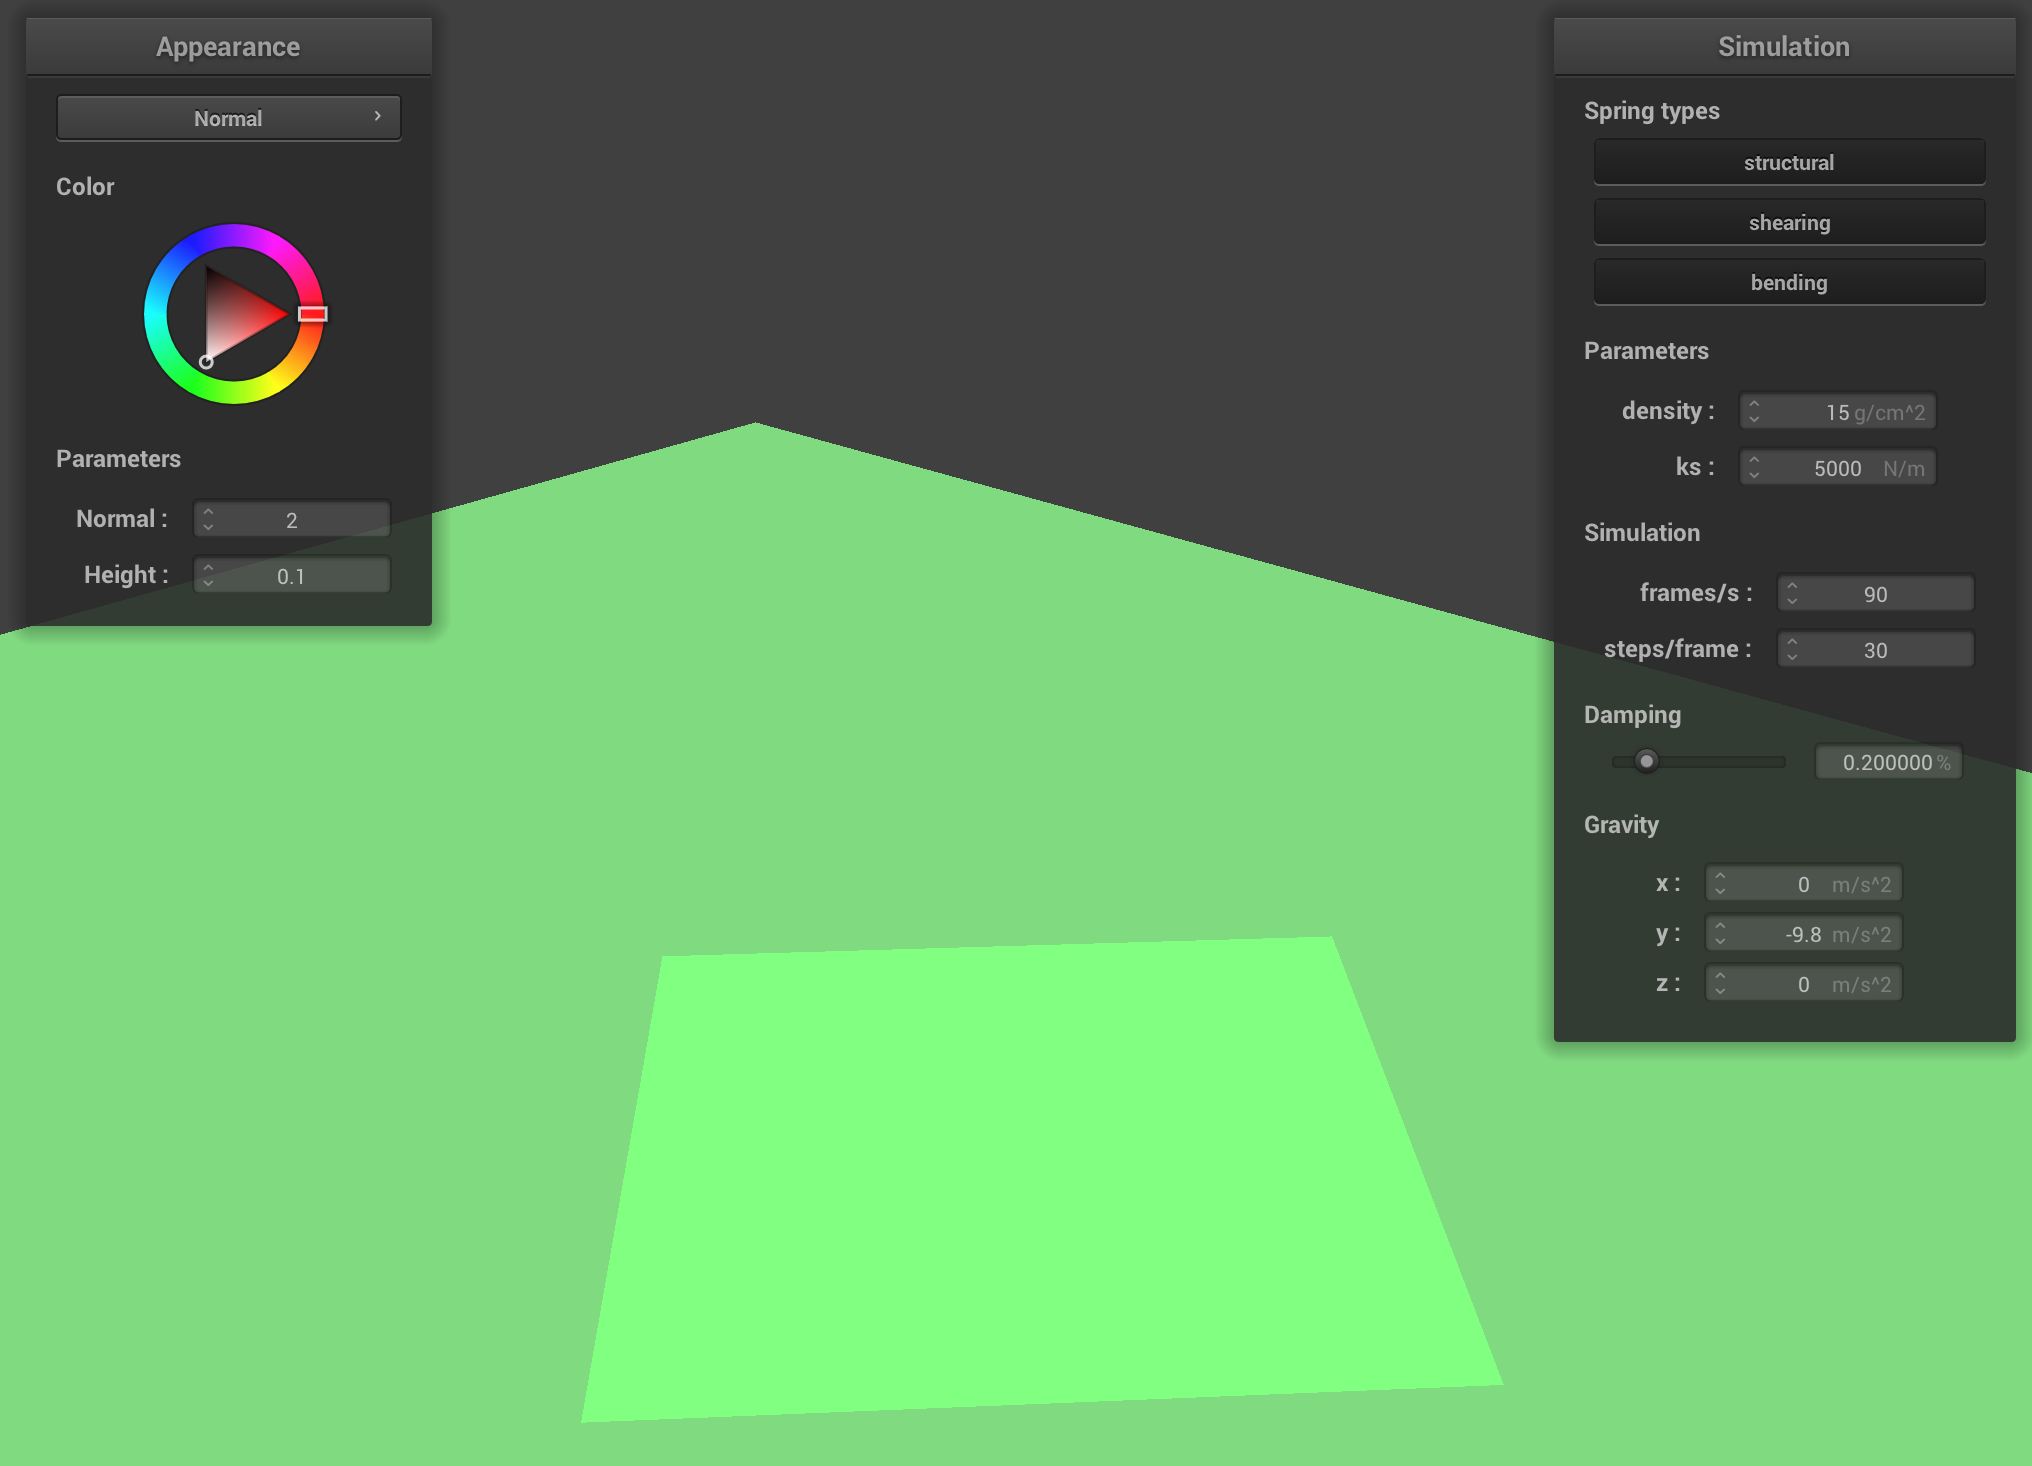 Appearance
Normal
Color
Parameters
Normal : 2
Height : 0.1
Simulation
Spring types
structural
shearing
bending
Parameters
density : 15 g/cm^2
ks : 5000 N/m
Simulation
frames/s : 90
steps/frame : 30
Damping
0.200000 %
Gravity
x : 0 m/s^2
y : -9.8 m/s^2
z : 0 m/s^2